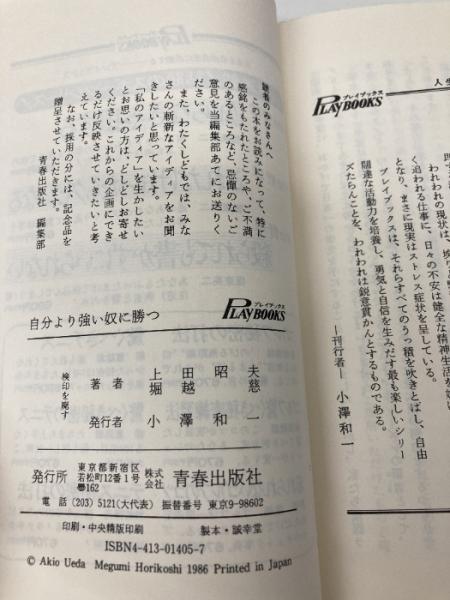 人生
プレイブックス
PLAYBOOKS
われわれの現状は、
く追われる仕事に、日々の不安は健全な精神生活を
となり、まさに現実はストレス症状を呈している。
プレイブックスは、それらすべてのうっ積を吹きとばし、自由
闊達な活動力を培養し、勇気と自信を生みだす最も楽しいシリー
ズたらんことを、われわれは鋭意貫かんとするものである。
—刊行者— 小澤和一
読者のみなさんへ
この本をお読みになって、特に
感銘をもたれたところや、ご不満
のあるところなど、忌憚のないご
意見を当編集部あてにお送りく
ださい。
また、わたくしどもでは、みな
さんの斬新なアイディアをお聞
きしたいと思っています。
「私のアイディア」を生かしたい
とお思いの方は、どしどしお寄せ
ください。これからの企画にでき
るだけ反映させていきたいと考
えています。
なお、採用の分には、記念品を
贈呈させていただきます。
青春出版社 編集部
自分より強い奴に勝つ
プレイブックス
PLAYBOOKS
検印を廃す
著者 上田昭夫
堀越慈
発行者 小澤和一
発行所
東京都新宿区
若松町12番1号
〠162
株式会社 青春出版社
電話 (203) 5121(大代表) 振替番号 東京9-98602
印刷・中央精版印刷 製本・誠幸堂
ISBN4-413-01405-7
© Akio Ueda Megumi Horikoshi 1986 Printed in Japan